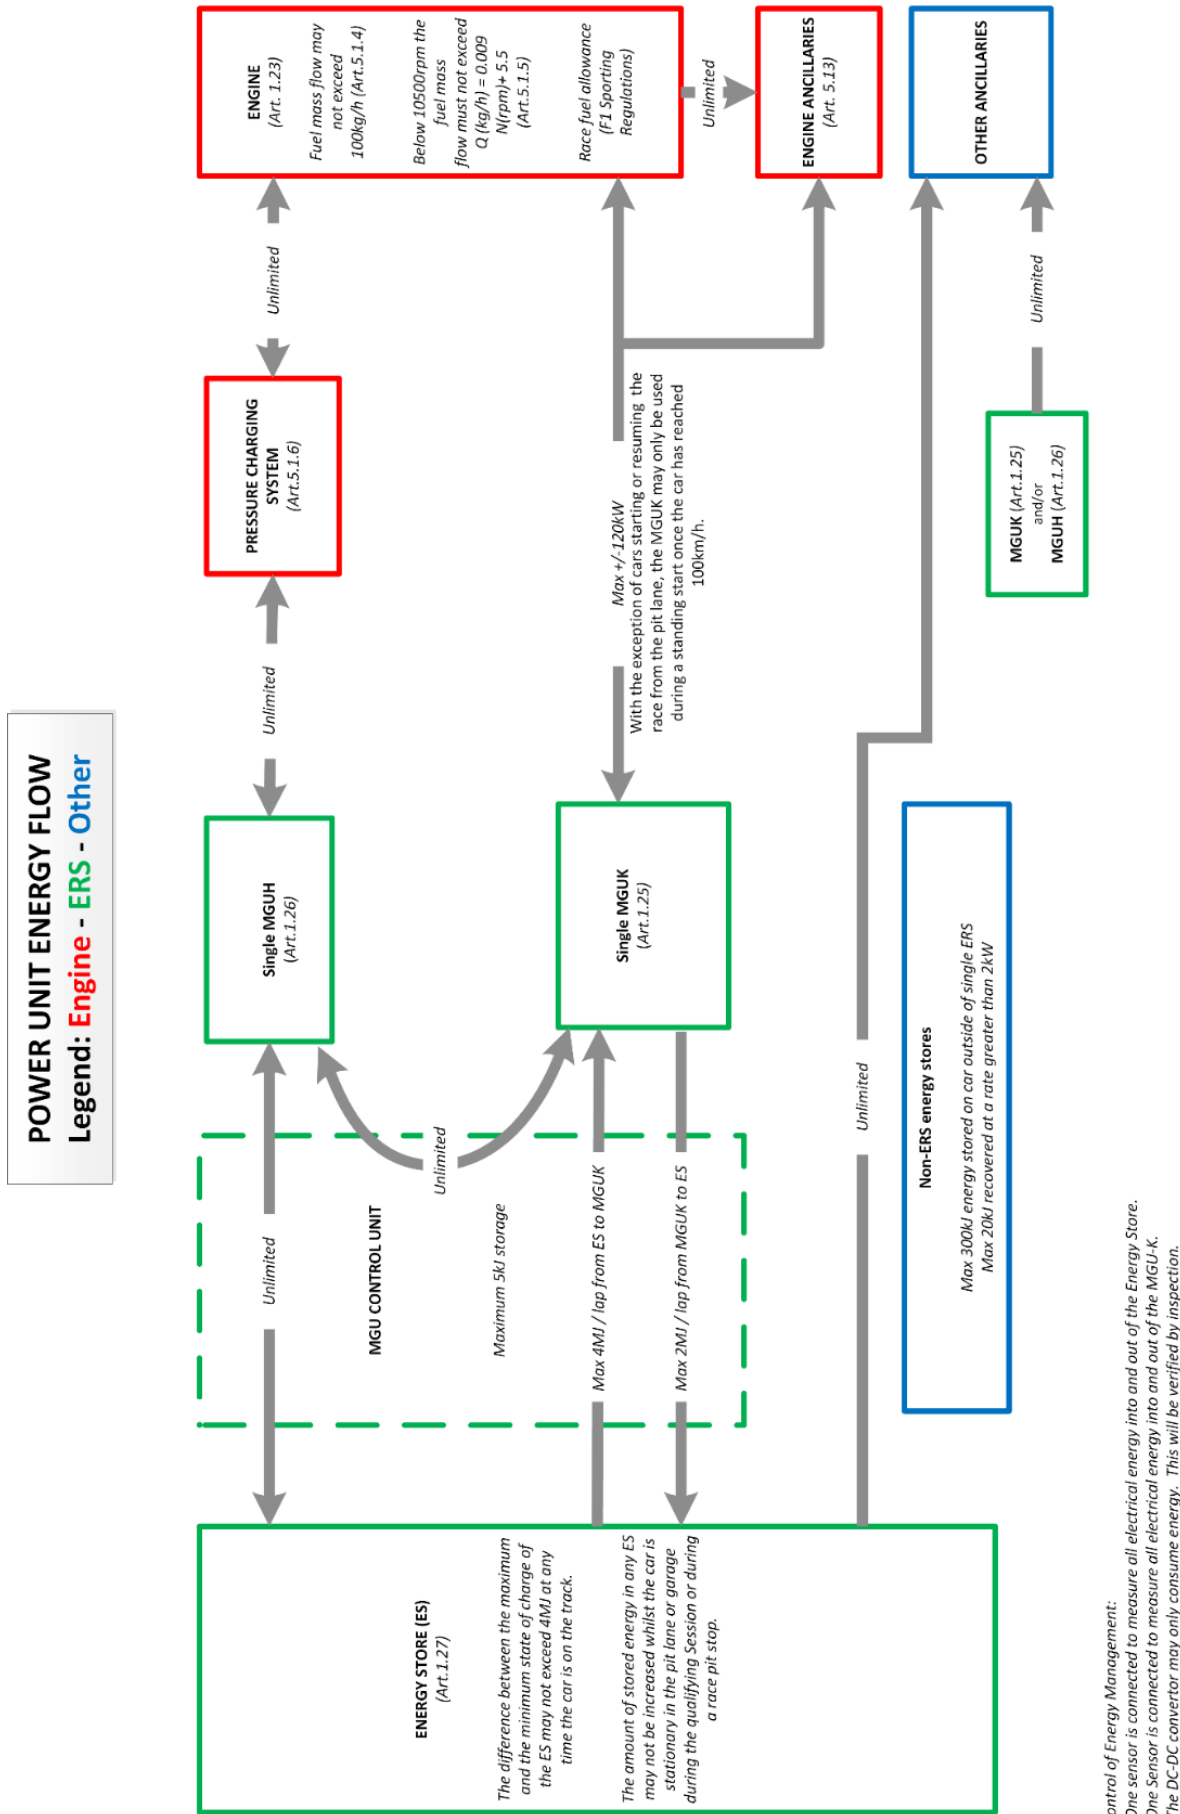 POWER UNIT ENERGY FLOW
Legend: Engine - ERS - Other
ENERGY STORE (ES)
(Art.1.27)
The difference between the maximum
and the minimum state of charge of
the ES may not exceed 4MJ at any
time the car is on the track.
The amount of stored energy in any ES
may not be increased whilst the car is
stationary in the pit lane or garage
during the qualifying Session or during
a race pit stop.
Unlimited
MGU CONTROL UNIT
Unlimited
Maximum 5kJ storage
Max 4MJ / lap from ES to MGUK
Max 2MJ / lap from MGUK to ES
Single MGUH
(Art.1.26)
Single MGUK
(Art.1.25)
Unlimited
PRESSURE CHARGING
SYSTEM
(Art.5.1.6)
Unlimited
Max +/-120kW
With the exception of cars starting or resuming the
race from the pit lane, the MGUK may only be used
during a standing start once the car has reached
100km/h.
ENGINE
(Art. 1.23)
Fuel mass flow may
not exceed
100kg/h (Art.5.1.4)
Below 10500rpm the
fuel mass
flow must not exceed
Q (kg/h) = 0.009
N(rpm)+ 5.5
(Art.5.1.5)
Race fuel allowance
(F1 Sporting
Regulations)
Unlimited
ENGINE ANCILLARIES
(Art. 5.13)
Unlimited
OTHER ANCILLARIES
Non-ERS energy stores
Max 300kJ energy stored on car outside of single ERS
Max 20kJ recovered at a rate greater than 2kW
MGUK (Art.1.25)
and/or
MGUH (Art.1.26)
Unlimited
ontrol of Energy Management:
One sensor is connected to measure all electrical energy into and out of the Energy Store.
One Sensor is connected to measure all electrical energy into and out of the MGU-K.
The DC-DC convertor may only consume energy. This will be verified by inspection.